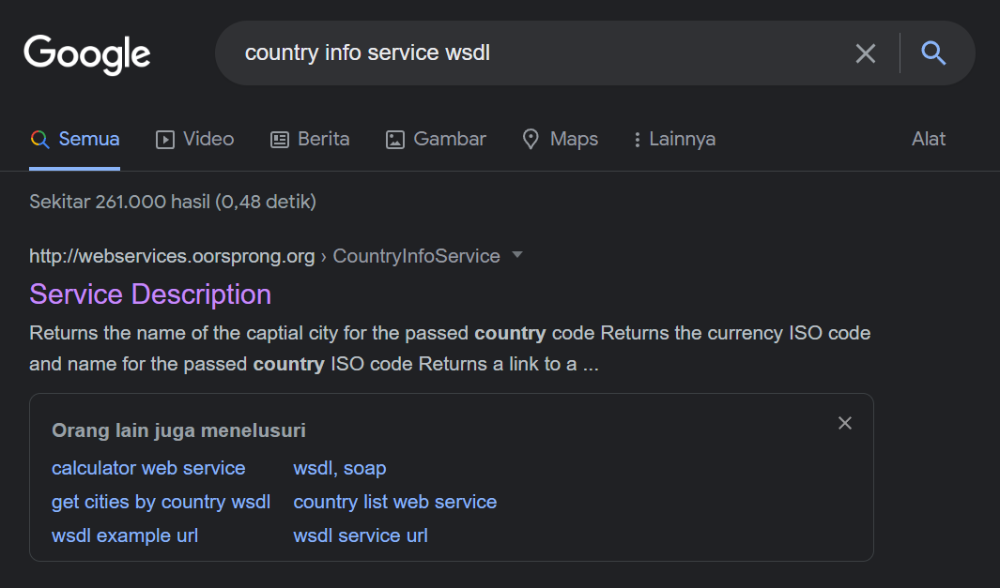 Google
country info service wsdl
Semua Video Berita Gambar Maps Lainnya Alat
Sekitar 261.000 hasil (0,48 detik)
http://webservices.oorsprong.org › CountryInfoService
Service Description
Returns the name of the captial city for the passed country code Returns the currency ISO code
and name for the passed country ISO code Returns a link to a ...
Orang lain juga menelusuri
calculator web service wsdl, soap
get cities by country wsdl country list web service
wsdl example url wsdl service url